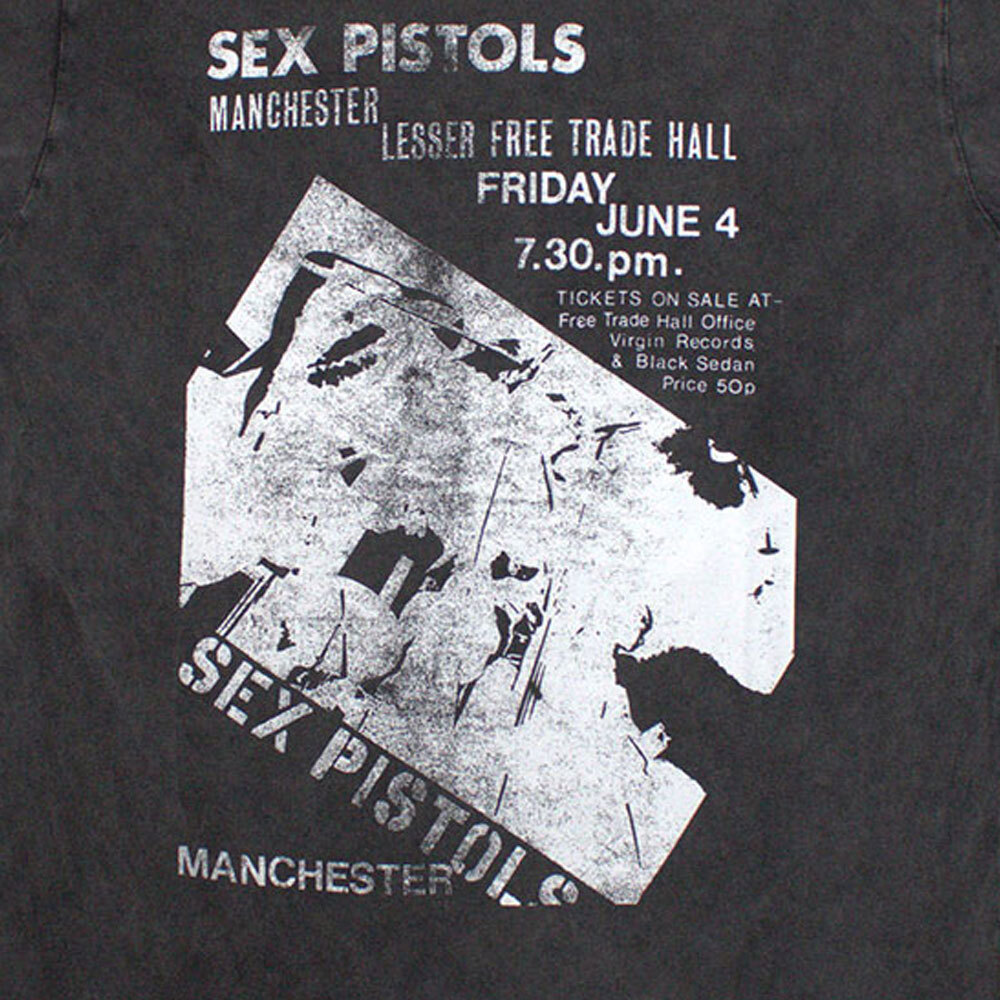 SEX PISTOLS
MANCHESTER
LESSER FREE TRADE HALL
FRIDAY
JUNE 4
7.30.pm.
TICKETS ON SALE AT-
Free Trade Hall Office
Virgin Records
& Black Sedan
Price 50p
SEX PISTOLS
MANCHESTER